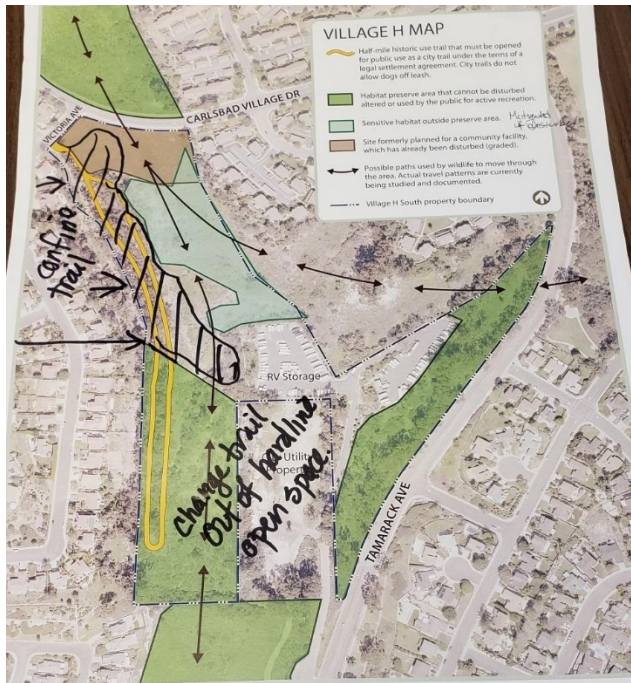 VILLAGE H MAP
Half-mile historic use trail that must be opened
for public use as a city trail under the terms of a
legal settlement agreement. City trails do not
allow dogs off leash.
Habitat preserve area that cannot be disturbed
altered or used by the public for active recreation.
Sensitive habitat outside preserve area.
Site formerly planned for a community facility,
which has already been disturbed (graded).
Possible paths used by wildlife to move through
the area. Actual travel patterns are currently
being studied and documented.
Village H South property boundary
VICTORIA AVE
CARLSBAD VILLAGE DR
confine
trail
RV Storage
Utility
Property
change trail
out of hardline
open space
TAMARACK AVE